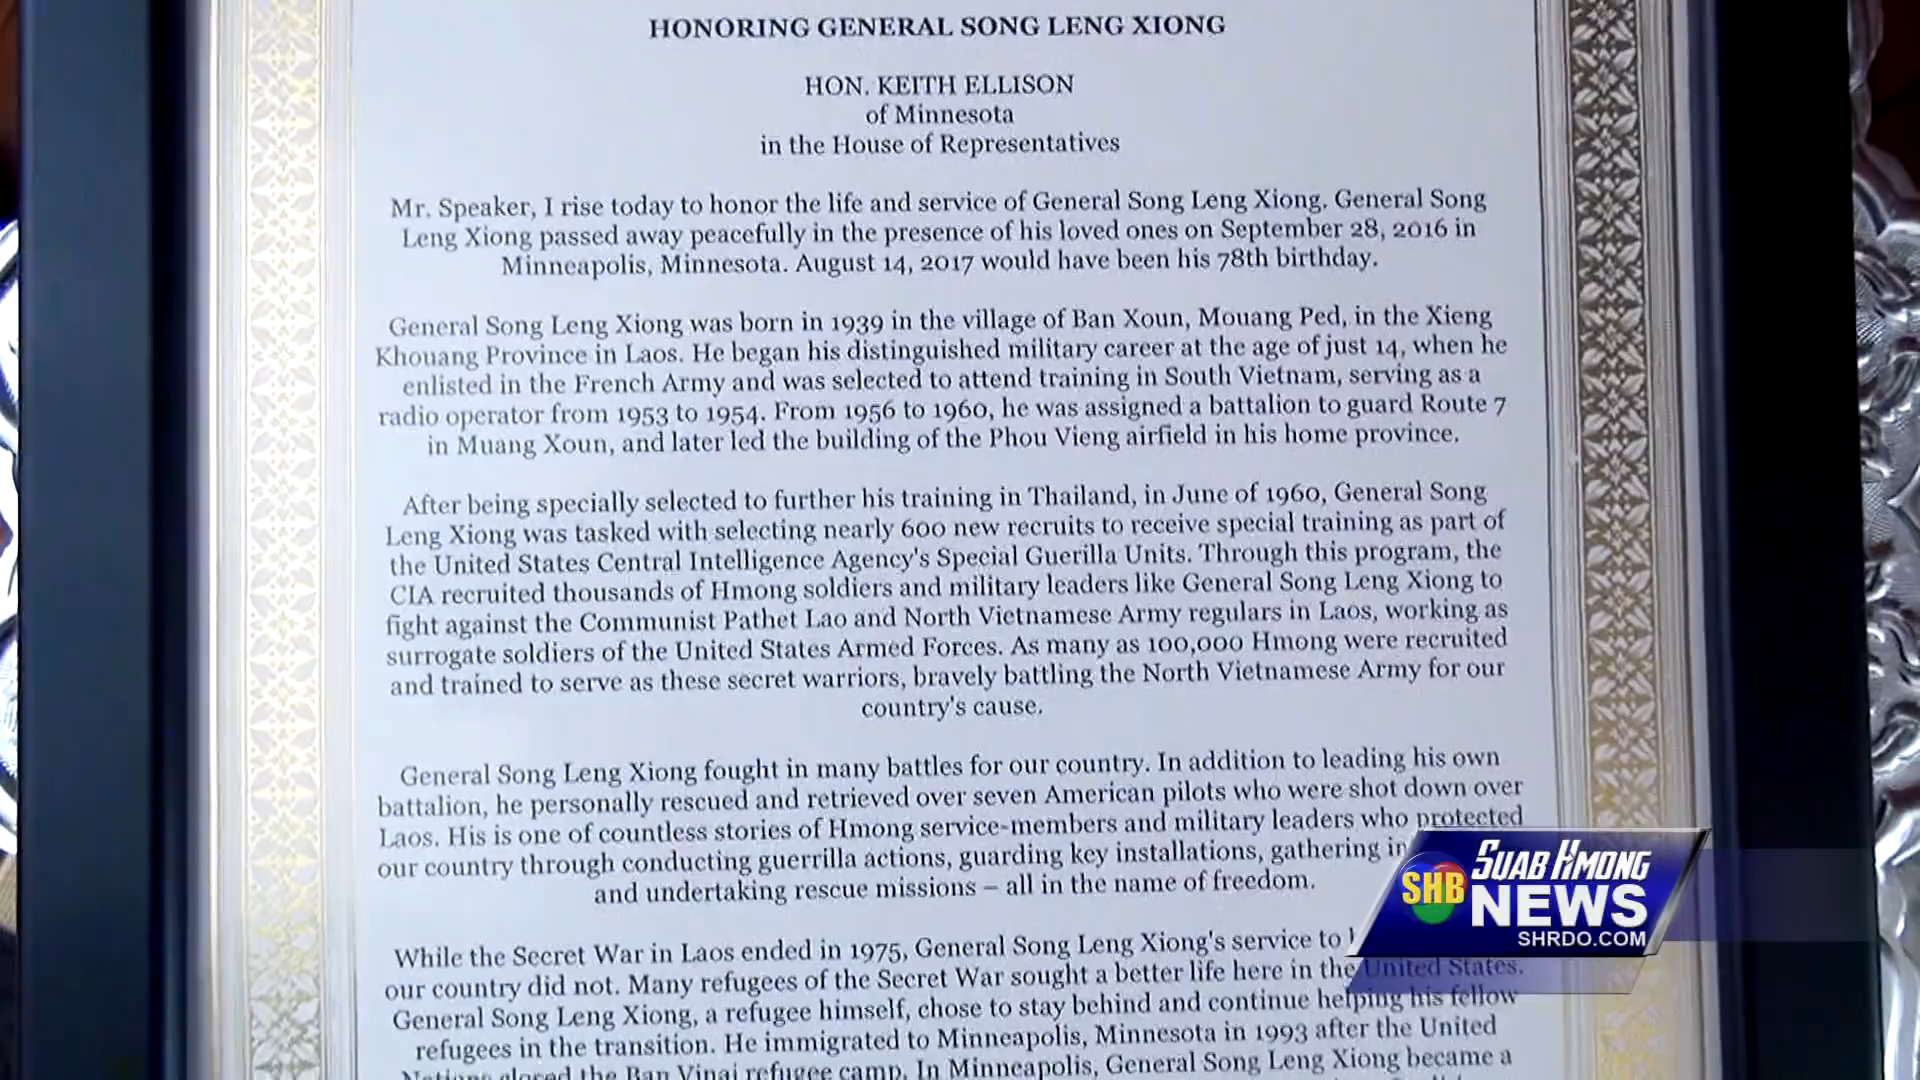 HONORING GENERAL SONG LENG XIONG
HON. KEITH ELLISON
of Minnesota
in the House of Representatives
Mr. Speaker, I rise today to honor the life and service of General Song Leng Xiong. General Song
Leng Xiong passed away peacefully in the presence of his loved ones on September 28, 2016 in
Minneapolis, Minnesota. August 14, 2017 would have been his 78th birthday.
General Song Leng Xiong was born in 1939 in the village of Ban Xoun, Mouang Ped, in the Xieng
Khouang Province in Laos. He began his distinguished military career at the age of just 14, when he
enlisted in the French Army and was selected to attend training in South Vietnam, serving as a
radio operator from 1953 to 1954. From 1956 to 1960, he was assigned a battalion to guard Route 7
in Muang Xoun, and later led the building of the Phou Vieng airfield in his home province.
After being specially selected to further his training in Thailand, in June of 1960, General Song
Leng Xiong was tasked with selecting nearly 600 new recruits to receive special training as part of
the United States Central Intelligence Agency's Special Guerilla Units. Through this program, the
CIA recruited thousands of Hmong soldiers and military leaders like General Song Leng Xiong to
fight against the Communist Pathet Lao and North Vietnamese Army regulars in Laos, working as
surrogate soldiers of the United States Armed Forces. As many as 100,000 Hmong were recruited
and trained to serve as these secret warriors, bravely battling the North Vietnamese Army for our
country's cause.
General Song Leng Xiong fought in many battles for our country. In addition to leading his own
battalion, he personally rescued and retrieved over seven American pilots who were shot down over
Laos. His is one of countless stories of Hmong service-members and military leaders who protected
our country through conducting guerrilla actions, guarding key installations, gathering
and undertaking rescue missions – all in the name of freedom.
While the Secret War in Laos ended in 1975, General Song Leng Xiong's service to
our country did not. Many refugees of the Secret War sought a better life here in the United States.
General Song Leng Xiong, a refugee himself, chose to stay behind and continue helping his fellow
refugees in the transition. He immigrated to Minneapolis, Minnesota in 1993 after the United
Nations closed the Ban Vinai refugee camp. In Minneapolis, General Song Leng Xiong became a
SHB SUAB HMONG
NEWS
SHRDO.COM